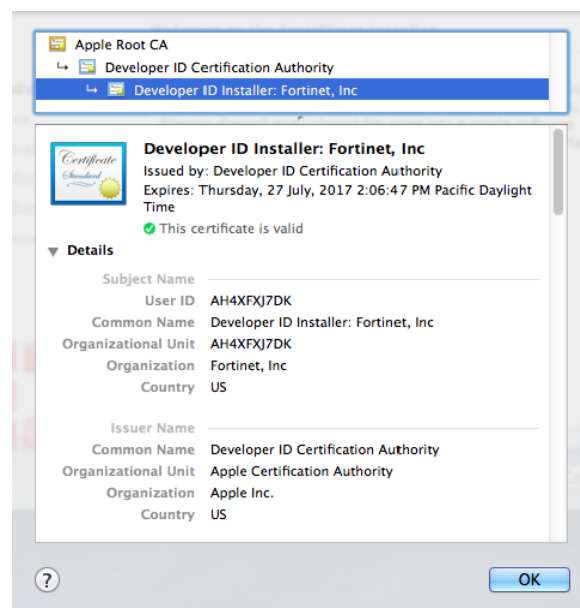 Apple Root CA
Developer ID Certification Authority
Developer ID Installer: Fortinet, Inc
Certificate
Standard
Developer ID Installer: Fortinet, Inc
Issued by: Developer ID Certification Authority
Expires: Thursday, 27 July, 2017 2:06:47 PM Pacific Daylight
Time
This certificate is valid
Details
Subject Name
User ID AH4XFXJ7DK
Common Name Developer ID Installer: Fortinet, Inc
Organizational Unit AH4XFXJ7DK
Organization Fortinet, Inc
Country US
Issuer Name
Common Name Developer ID Certification Authority
Organizational Unit Apple Certification Authority
Organization Apple Inc.
Country US
?
OK